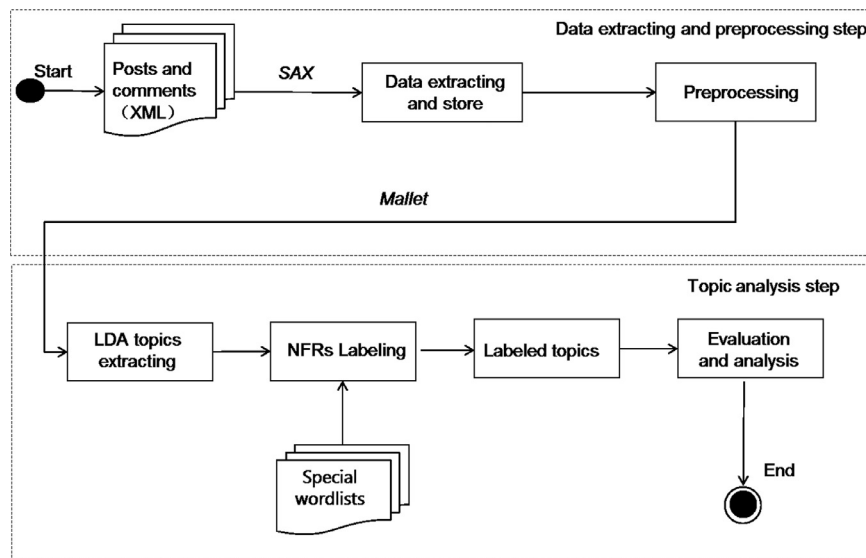 Data extracting and preprocessing step
Start
Posts and
comments
（XML）
SAX
Data extracting
and store
Preprocessing
Mallet
Topic analysis step
LDA topics
extracting
NFRs Labeling
Labeled topics
Evaluation
and analysis
Special
wordlists
End